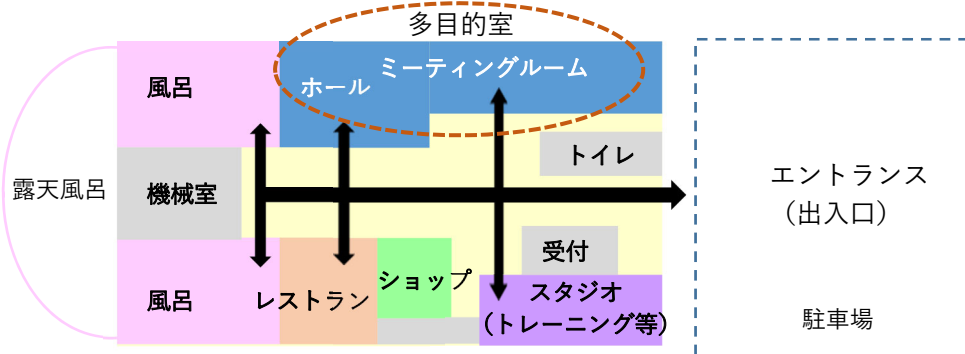 多目的室
風呂
ホール
ミーティングルーム
トイレ
露天風呂
機械室
エントランス
（出入口）
受付
風呂
レストラン
ショップ
スタジオ
（トレーニング等）
駐車場